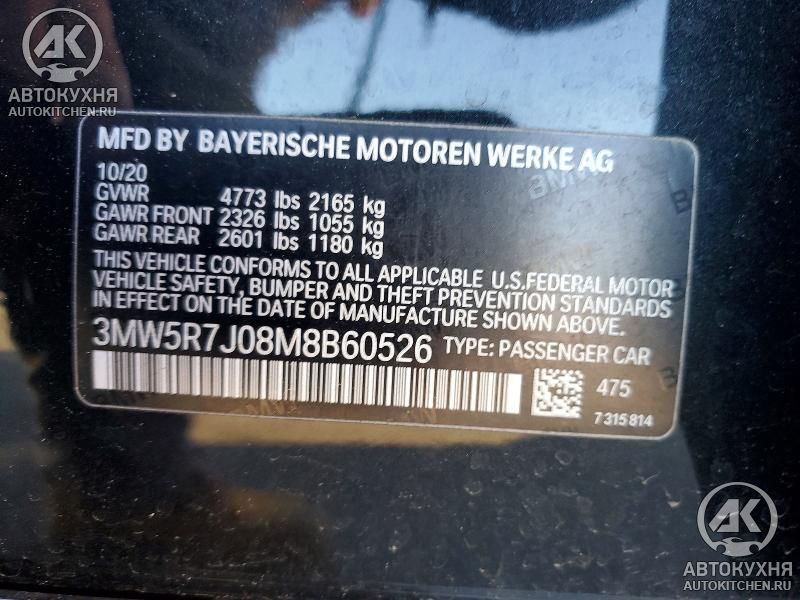 AK
АВТОКУХНЯ
AUTOKITCHEN.RU
MFD BY BAYERISCHE MOTOREN WERKE AG
10/20
GVWR 4773 lbs 2165 kg
GAWR FRONT 2326 lbs 1055 kg
GAWR REAR 2601 lbs 1180 kg
THIS VEHICLE CONFORMS TO ALL APPLICABLE U.S.FEDERAL MOTOR
VEHICLE SAFETY, BUMPER AND THEFT PREVENTION STANDARDS
IN EFFECT ON THE DATE OF MANUFACTURE SHOWN ABOVE.
3MW5R7J08M8B60526 TYPE: PASSENGER CAR
475
7315814
AK
АВТОКУХНЯ
AUTOKITCHEN.RU